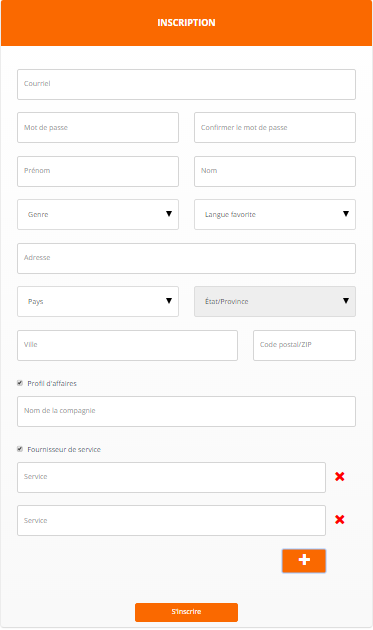 INSCRIPTION
Courriel
Mot de passe
Confirmer le mot de passe
Prénom
Nom
Genre
Langue favorite
Adresse
Pays
État/Province
Ville
Code postal/ZIP
Profil d'affaires
Nom de la compagnie
Fournisseur de service
Service
Service
S'inscrire